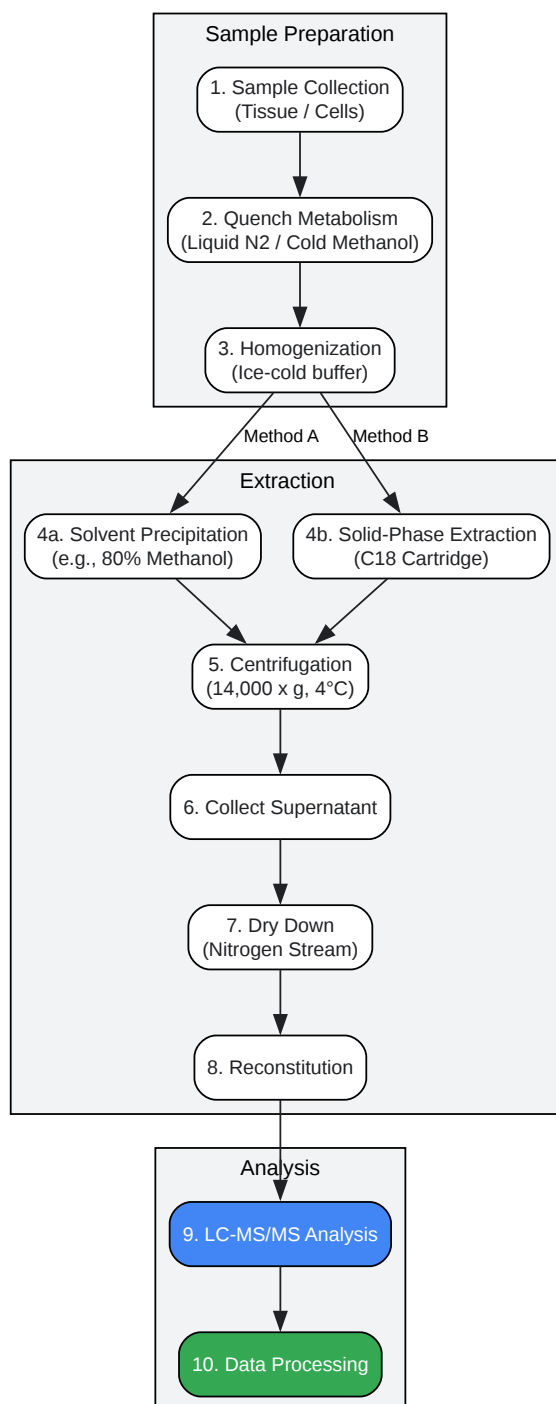 Sample Preparation
1. Sample Collection
(Tissue / Cells)
2. Quench Metabolism
(Liquid N2 / Cold Methanol)
3. Homogenization
(Ice-cold buffer)
Method A
Method B
Extraction
4a. Solvent Precipitation
(e.g., 80% Methanol)
4b. Solid-Phase Extraction
(C18 Cartridge)
5. Centrifugation
(14,000 x g, 4°C)
6. Collect Supernatant
7. Dry Down
(Nitrogen Stream)
8. Reconstitution
Analysis
9. LC-MS/MS Analysis
10. Data Processing